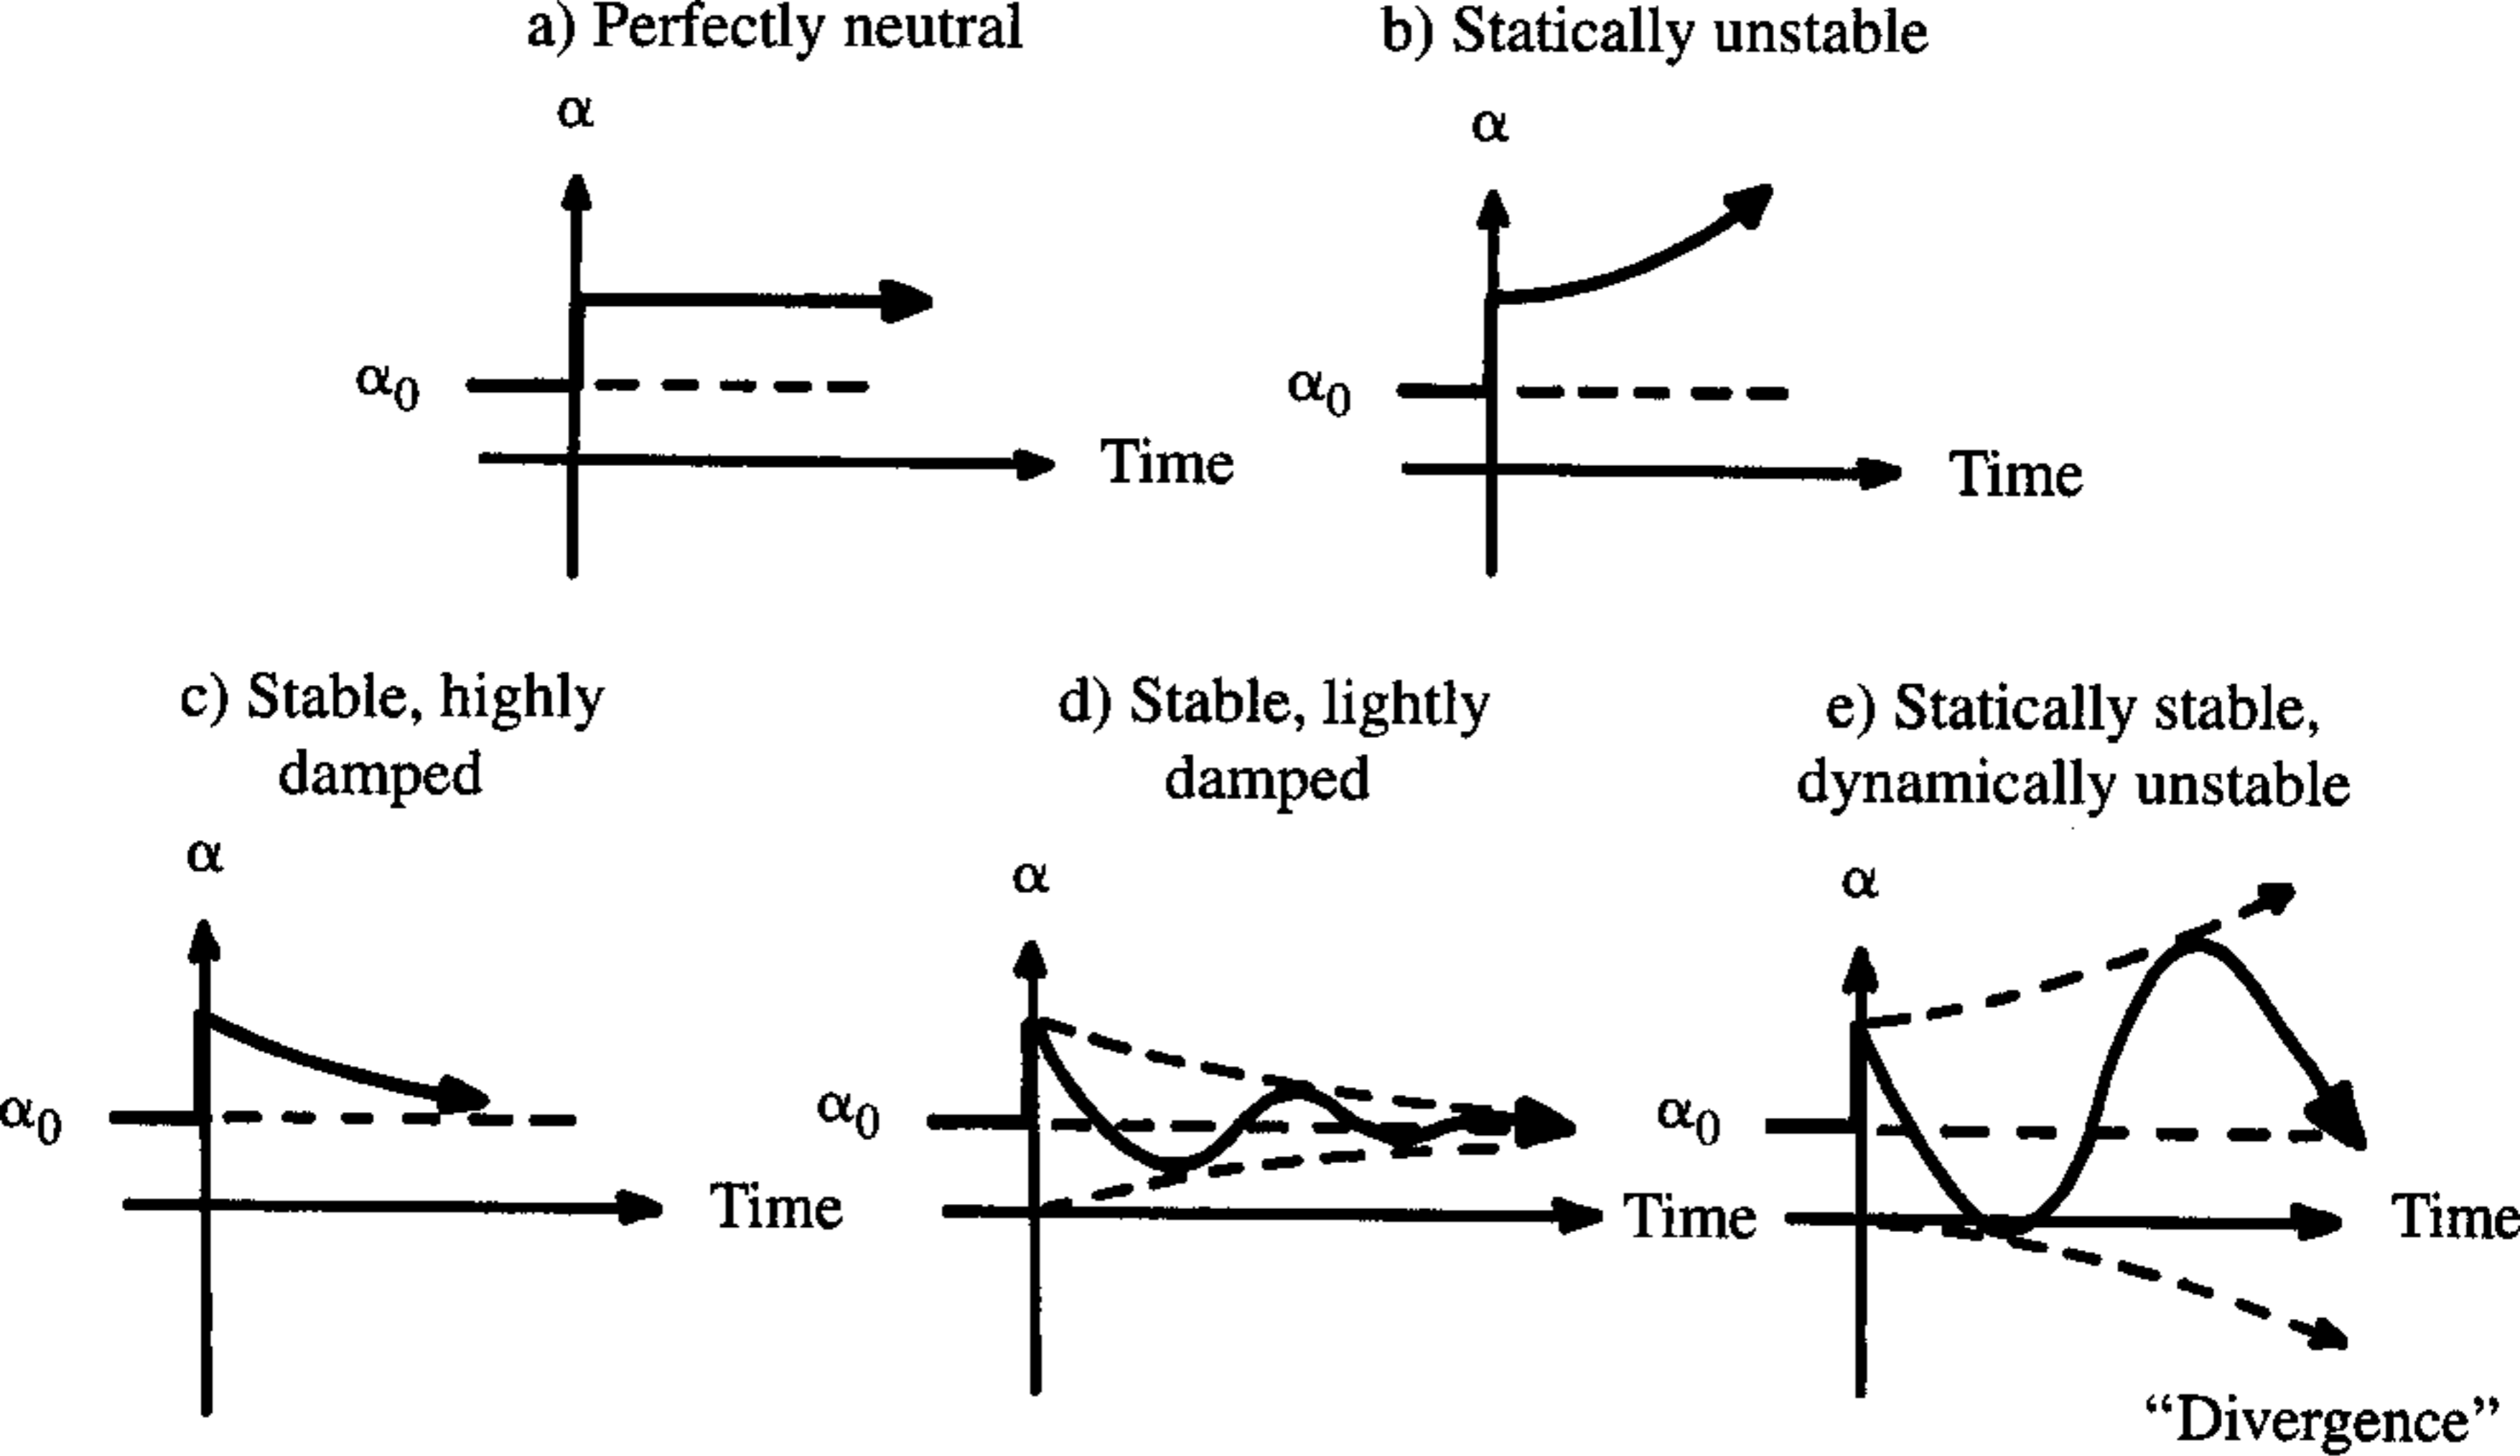 a) Perfectly neutral
b) Statically unstable
α
α
α₀
Time
α₀
Time
c) Stable, highly
damped
d) Stable, lightly
damped
e) Statically stable,
dynamically unstable
α
α
α
α₀
Time
α₀
Time
α₀
Time
“Divergence”